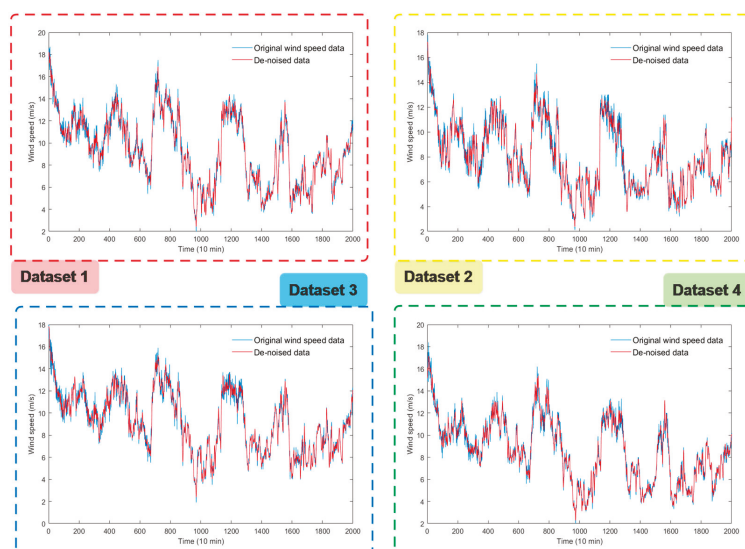 20
18
16
14
12
10
8
6
4
2
Wind speed (m/s)
Original wind speed data
De-noised data
0 200 400 600 800 1000 1200 1400 1600 1800 2000
Time (10 min)
Dataset 1
18
16
14
12
10
8
6
4
2
Wind speed (m/s)
Original wind speed data
De-noised data
0 200 400 600 800 1000 1200 1400 1600 1800 2000
Time (10 min)
Dataset 2
Dataset 3
18
16
14
12
10
8
6
4
2
0
Wind speed (m/s)
Original wind speed data
De-noised data
0 200 400 600 800 1000 1200 1400 1600 1800 2000
Time (10 min)
Dataset 4
20
18
16
14
12
10
8
6
4
2
Wind speed (m/s)
Original wind speed data
De-noised data
0 200 400 600 800 1000 1200 1400 1600 1800 2000
Time (10 min)